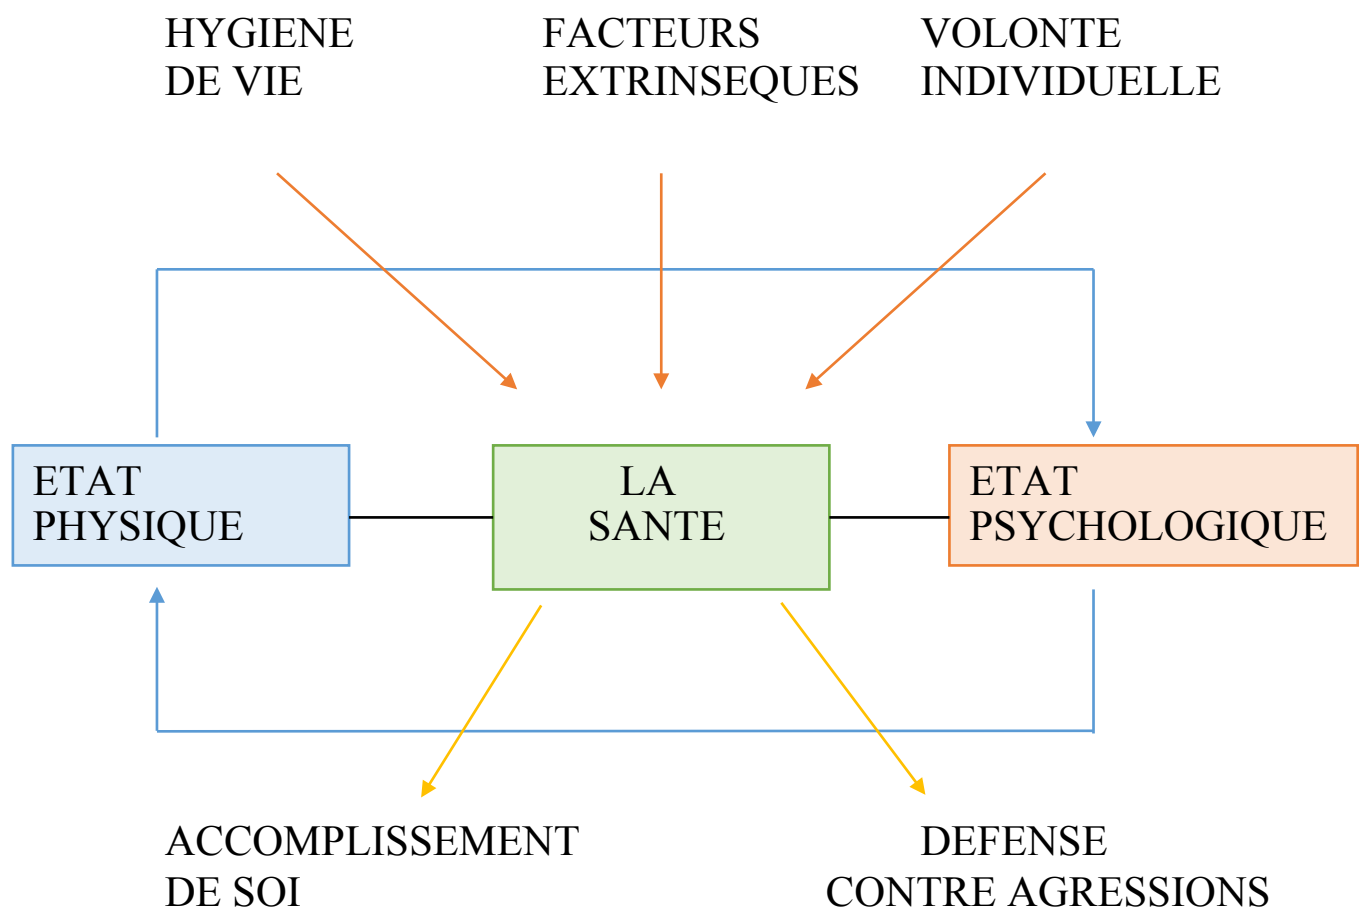 HYGIENE
DE VIE
FACTEURS
EXTRINSEQUES
VOLONTE
INDIVIDUELLE
ETAT
PHYSIQUE
LA
SANTE
ETAT
PSYCHOLOGIQUE
ACCOMPLISSEMENT
DE SOI
DEFENSE
CONTRE AGRESSIONS